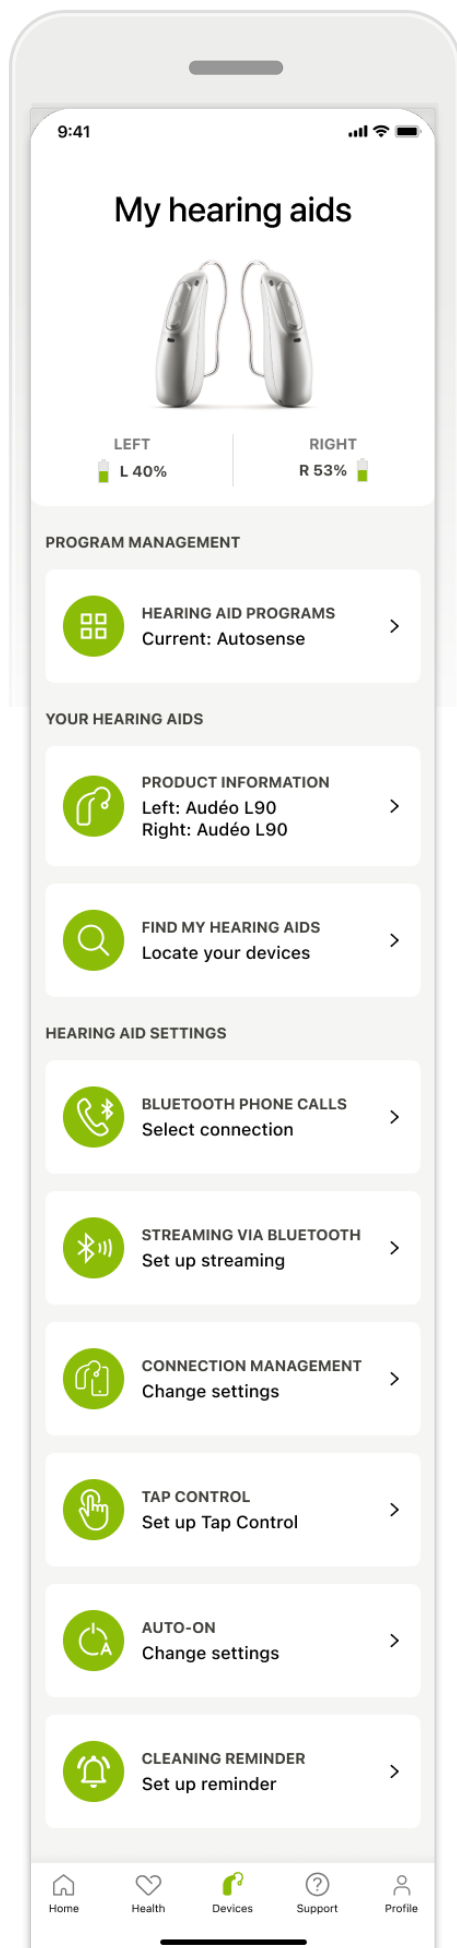 9:41
My hearing aids
LEFT
RIGHT
L 40%
R 53%
PROGRAM MANAGEMENT
HEARING AID PROGRAMS
Current: Autosense
YOUR HEARING AIDS
PRODUCT INFORMATION
Left: Audéo L90
Right: Audéo L90
FIND MY HEARING AIDS
Locate your devices
HEARING AID SETTINGS
BLUETOOTH PHONE CALLS
Select connection
STREAMING VIA BLUETOOTH
Set up streaming
CONNECTION MANAGEMENT
Change settings
TAP CONTROL
Set up Tap Control
AUTO-ON
Change settings
CLEANING REMINDER
Set up reminder
Home Health Devices Support Profile